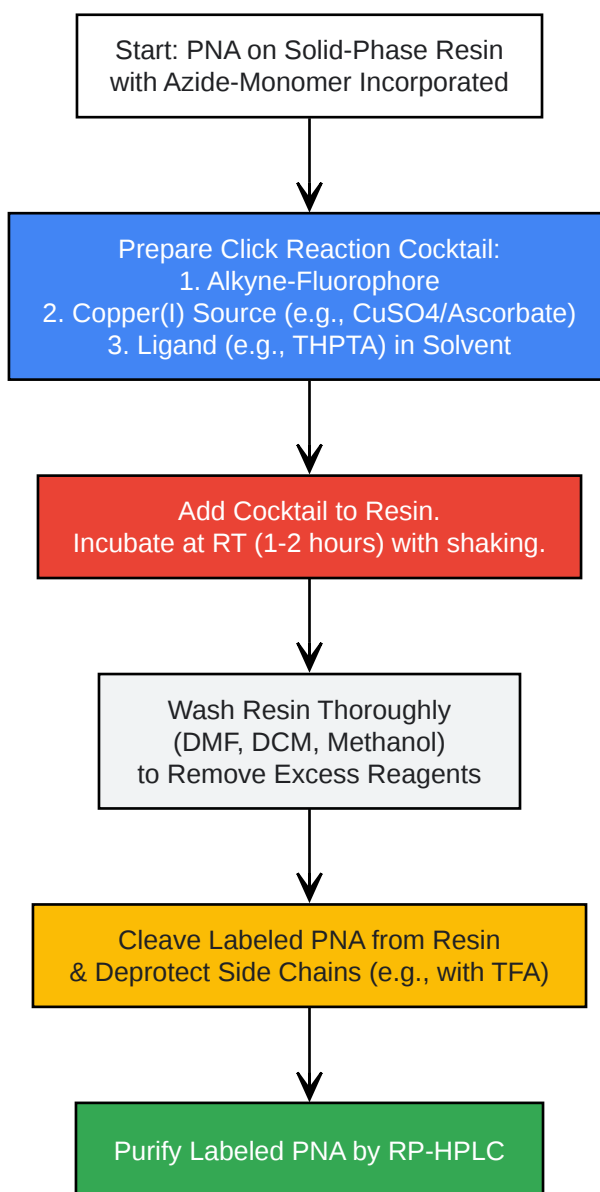 Start: PNA on Solid-Phase Resin
with Azide-Monomer Incorporated
Prepare Click Reaction Cocktail:
1. Alkyne-Fluorophore
2. Copper(I) Source (e.g., CuSO4/Ascorbate)
3. Ligand (e.g., THPTA) in Solvent
Add Cocktail to Resin.
Incubate at RT (1-2 hours) with shaking.
Wash Resin Thoroughly
(DMF, DCM, Methanol)
to Remove Excess Reagents
Cleave Labeled PNA from Resin
& Deprotect Side Chains (e.g., with TFA)
Purify Labeled PNA by RP-HPLC